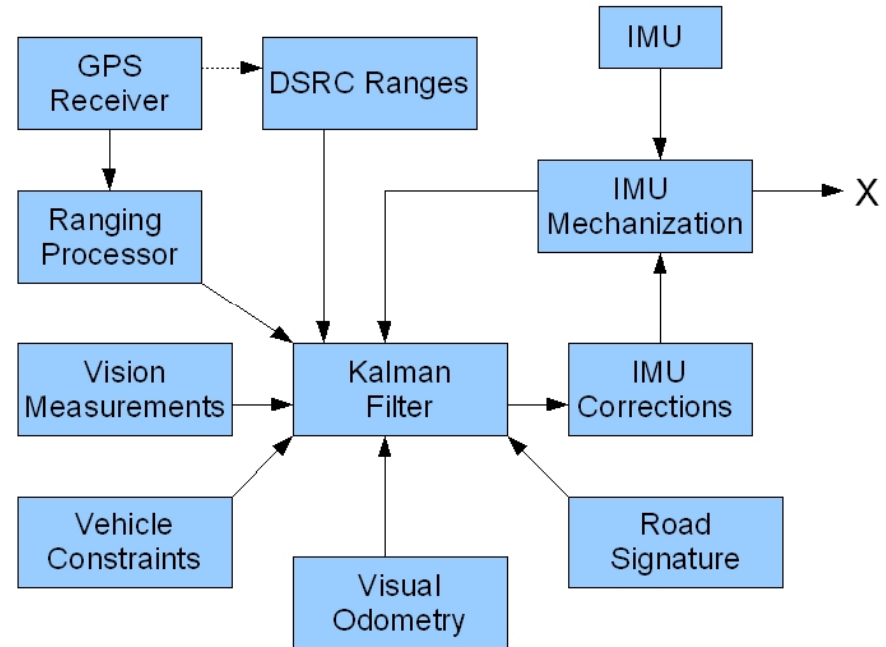 GPS
Receiver
DSRC Ranges
IMU
Ranging
Processor
IMU
Mechanization
X
Vision
Measurements
Kalman
Filter
IMU
Corrections
Vehicle
Constraints
Visual
Odometry
Road
Signature